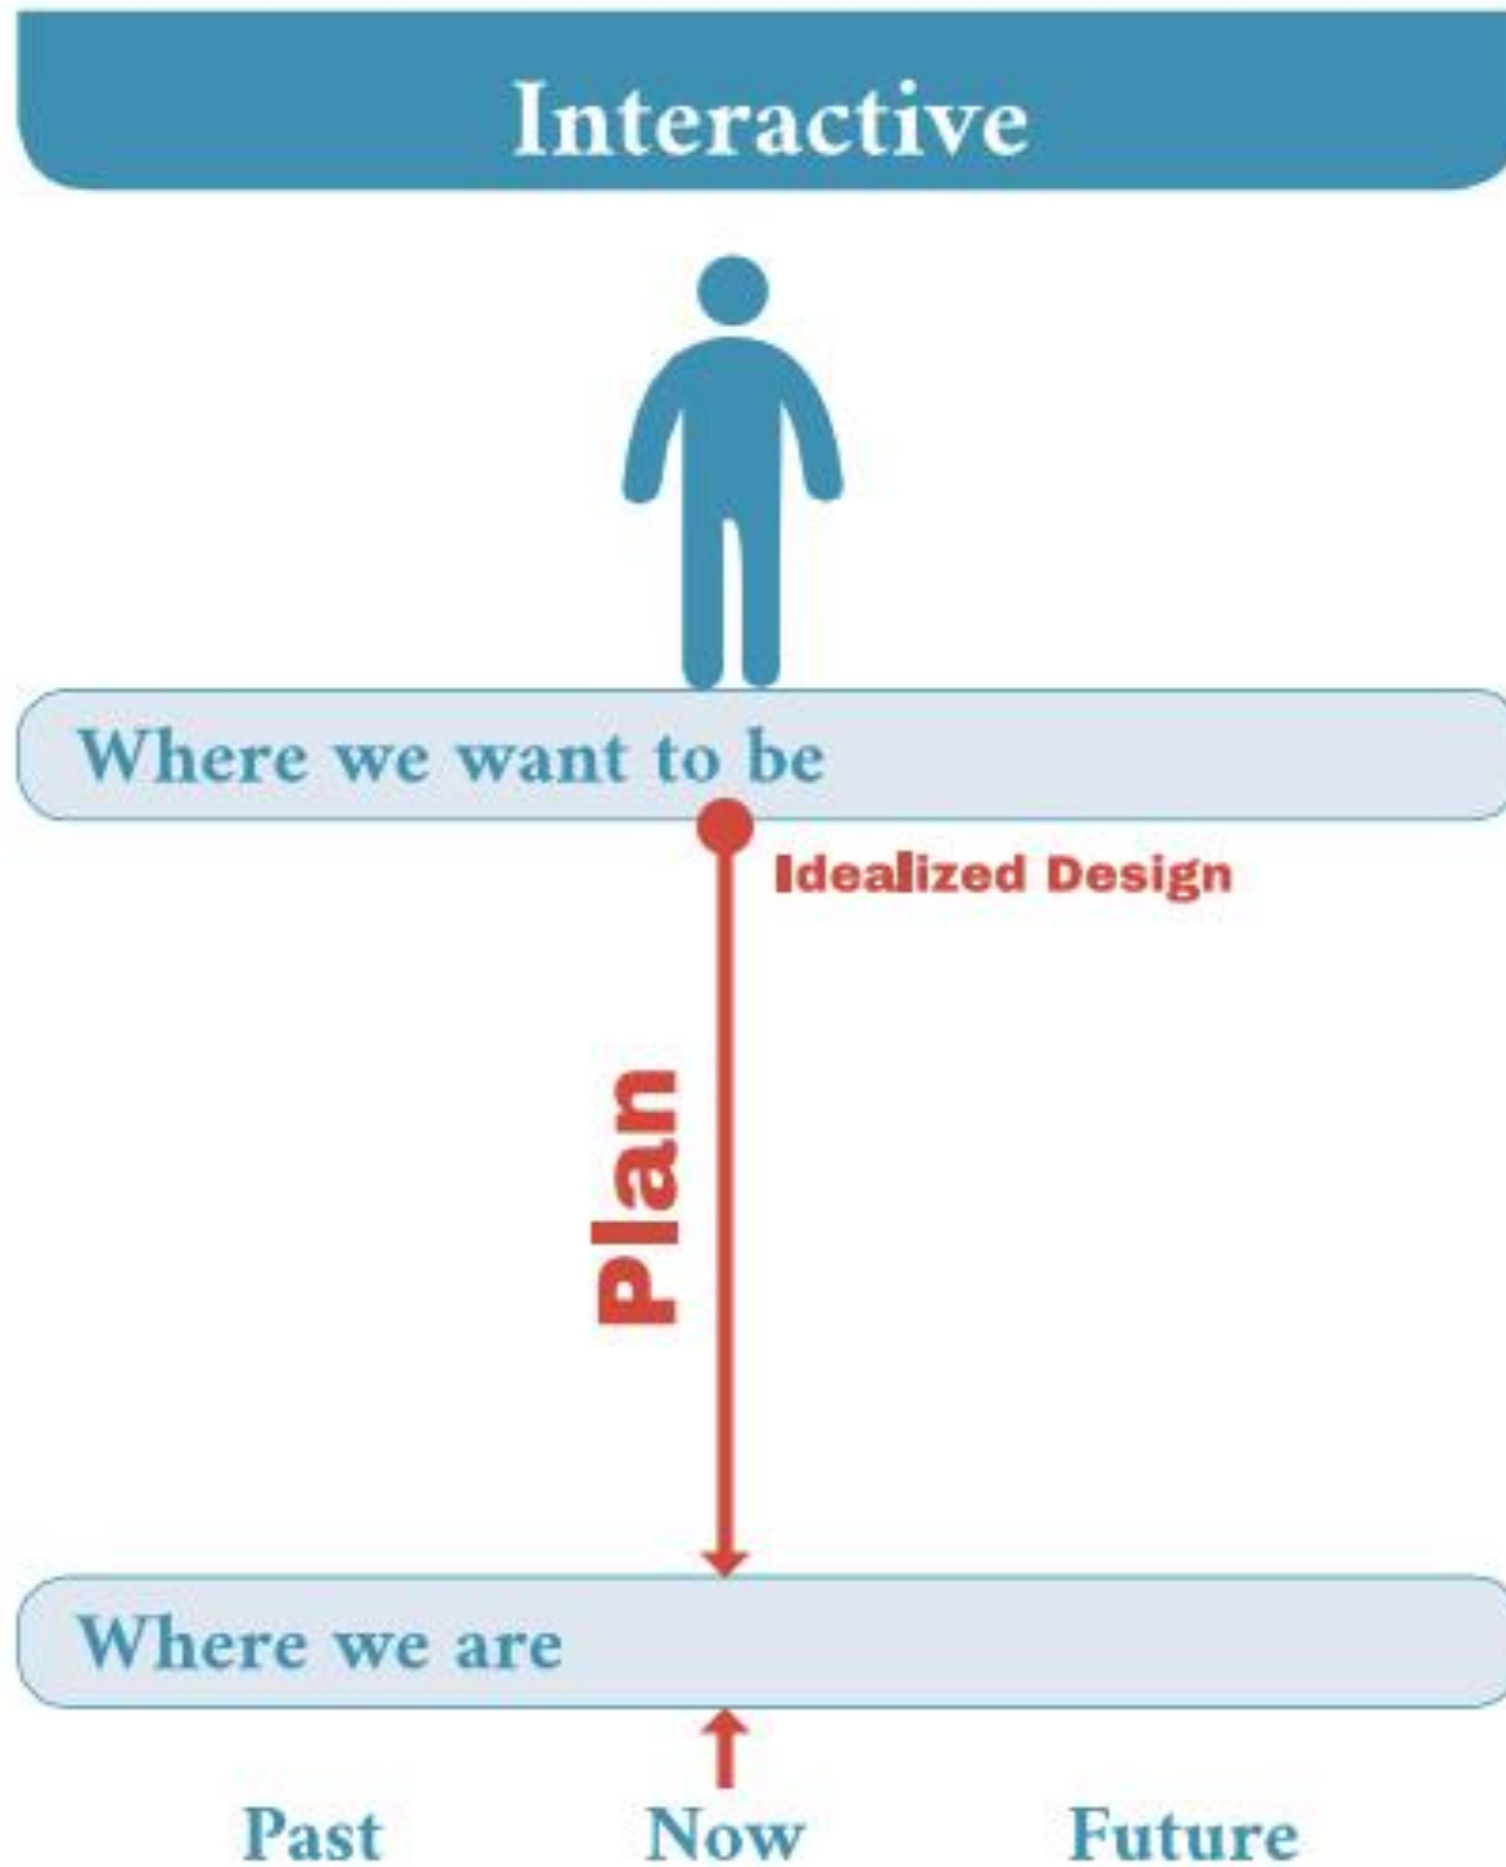 Interactive
Where we want to be
Idealized Design
Plan
Where we are
Past Now Future